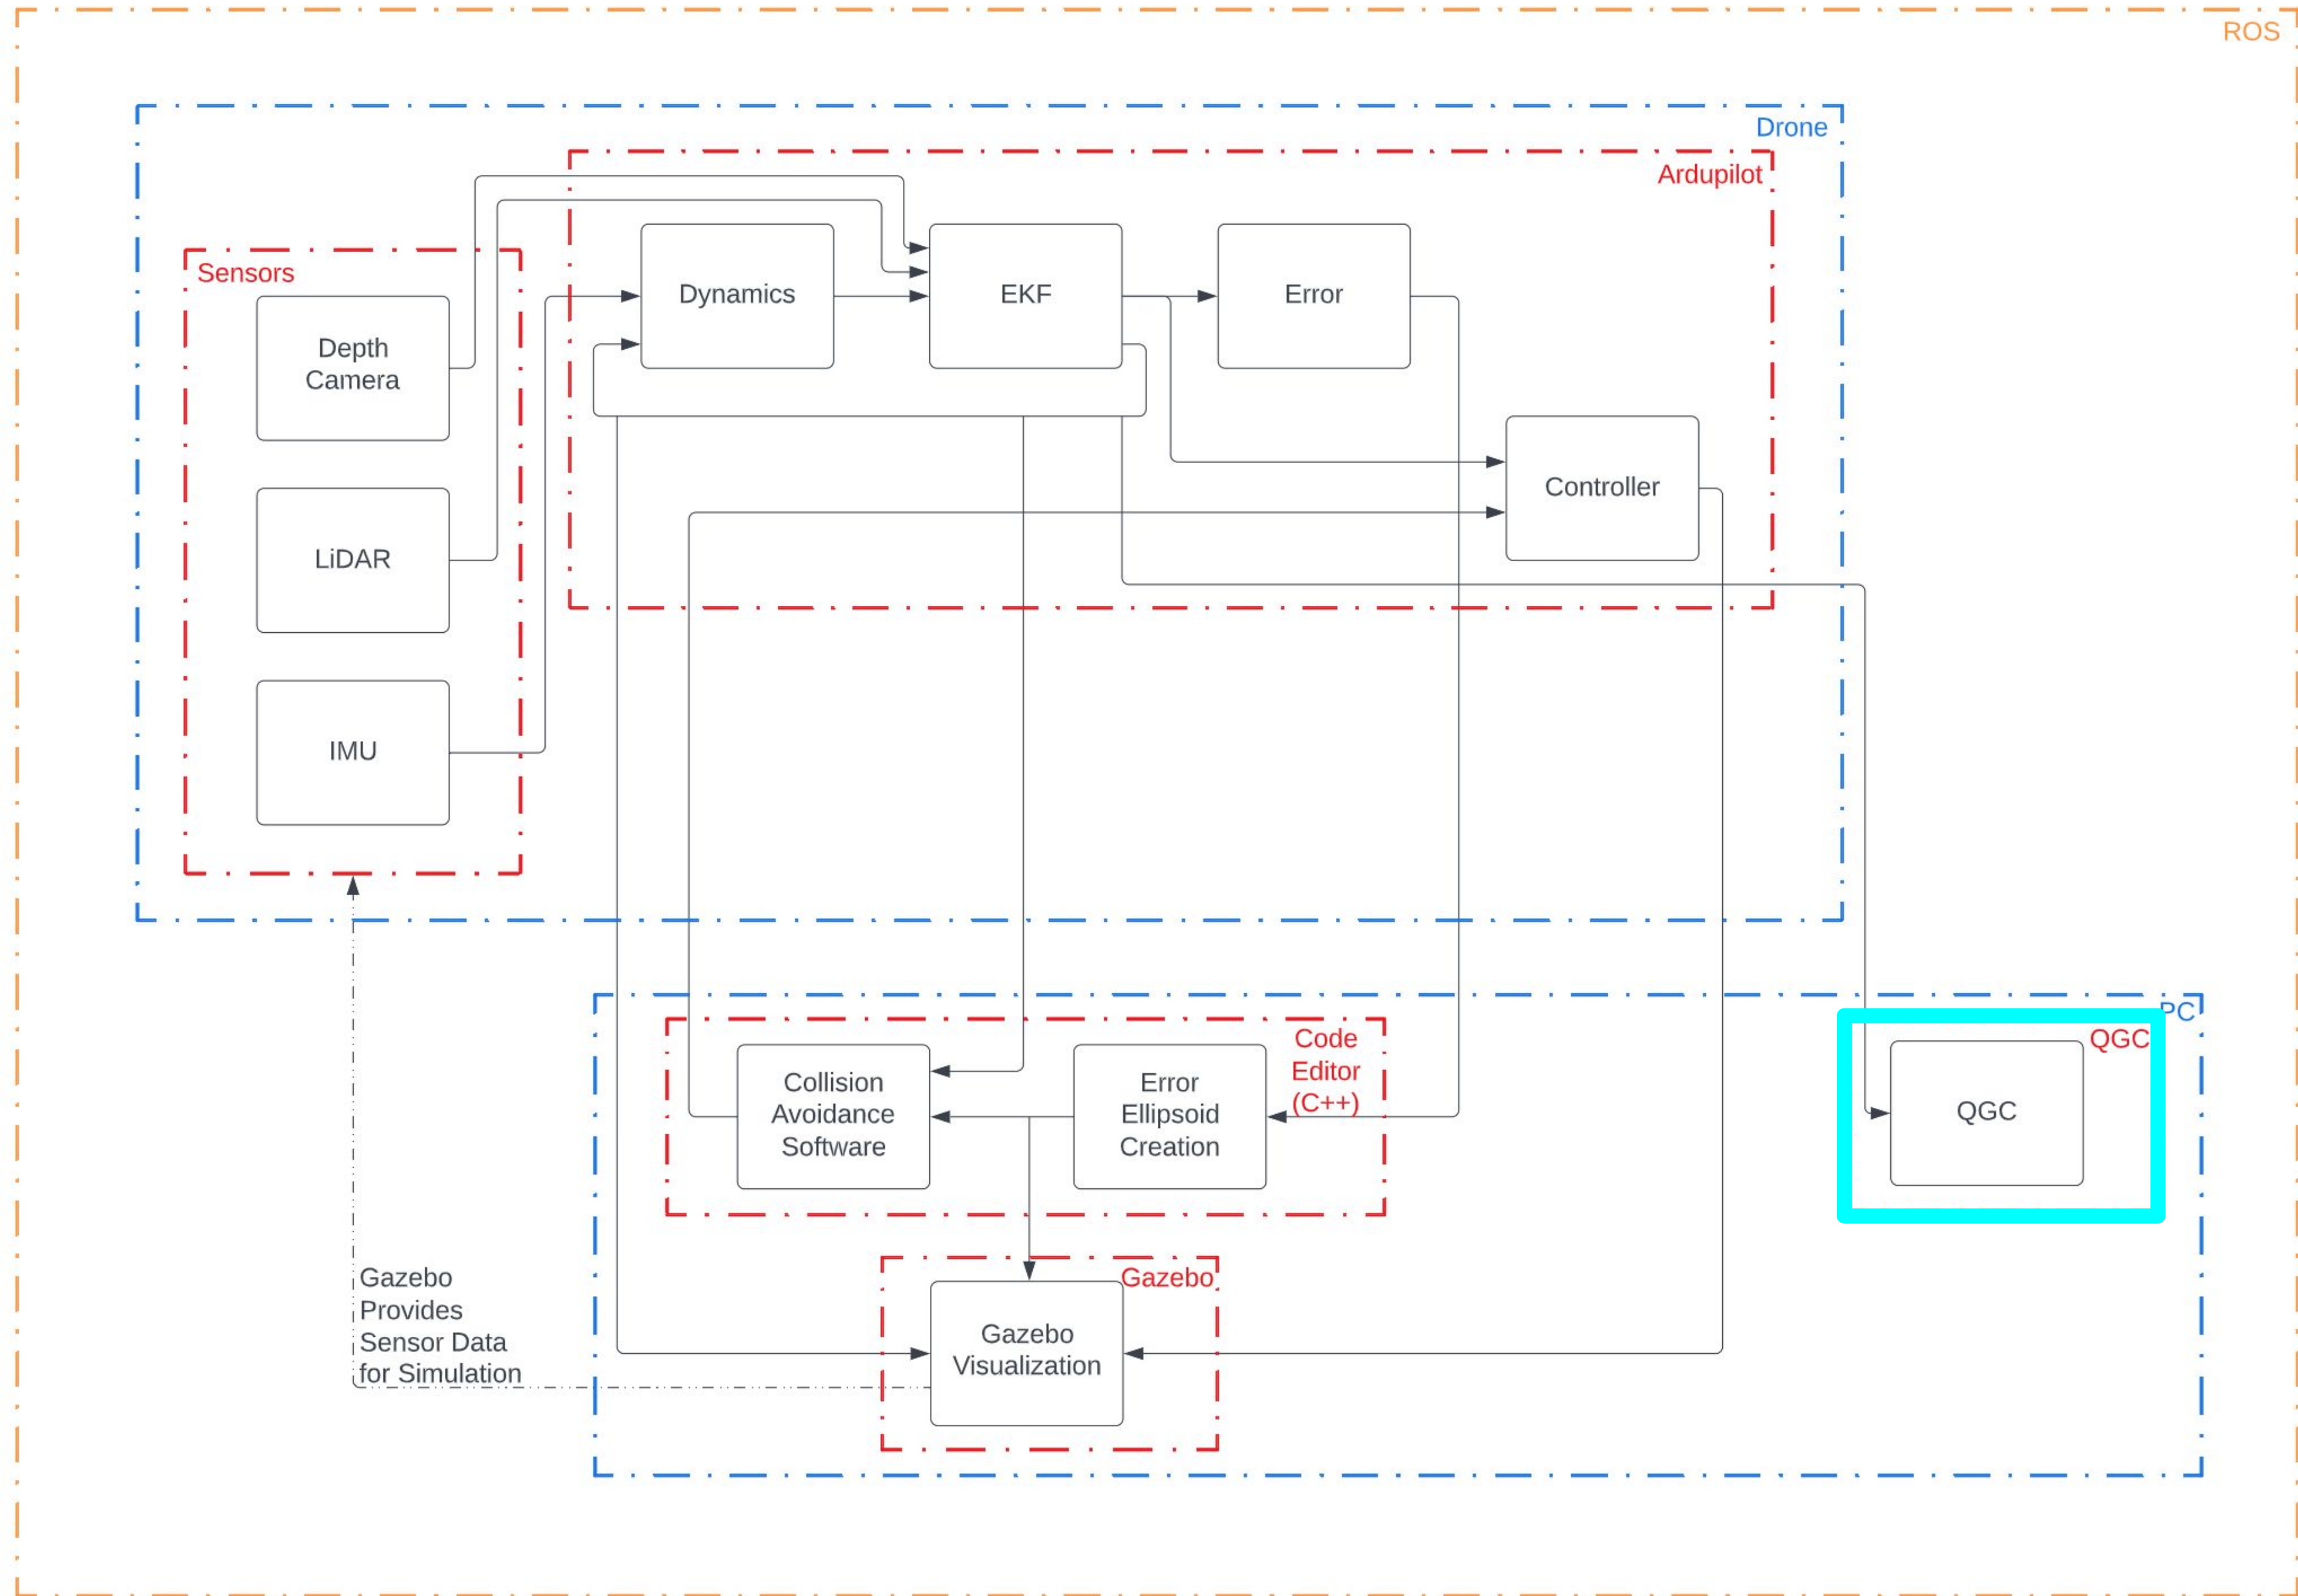 ROS
Drone
Ardupilot
Sensors
Dynamics
EKF
Error
Depth
Camera
Controller
LiDAR
IMU
PC
Code
Editor
(C++)
QGC
Collision
Avoidance
Software
Error
Ellipsoid
Creation
QGC
Gazebo
Provides
Sensor Data
for Simulation
Gazebo
Gazebo
Visualization